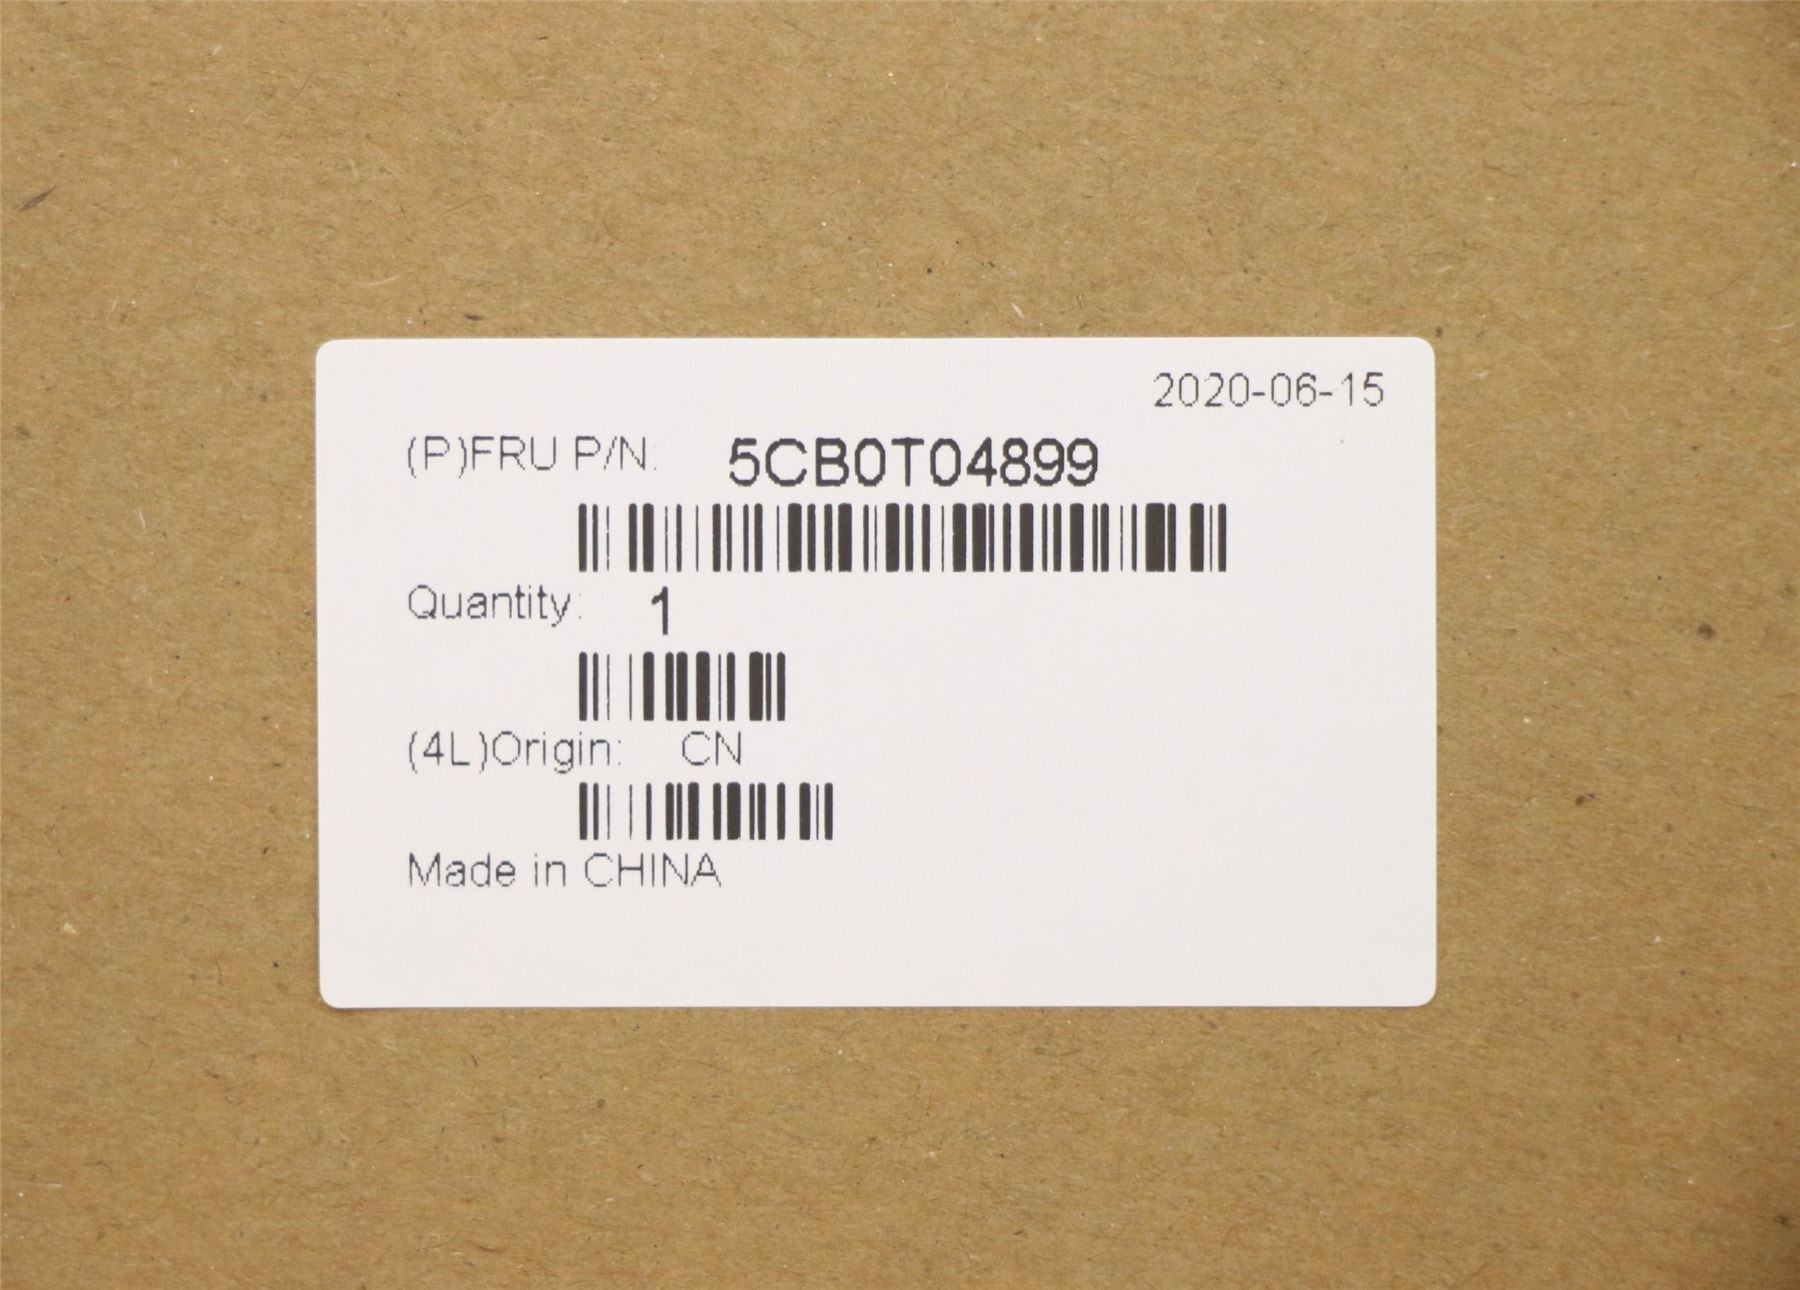 2020-06-15
(P)FRU P/N: 5CB0T04899
Quantity: 1
(4L)Origin: CN
Made in CHINA